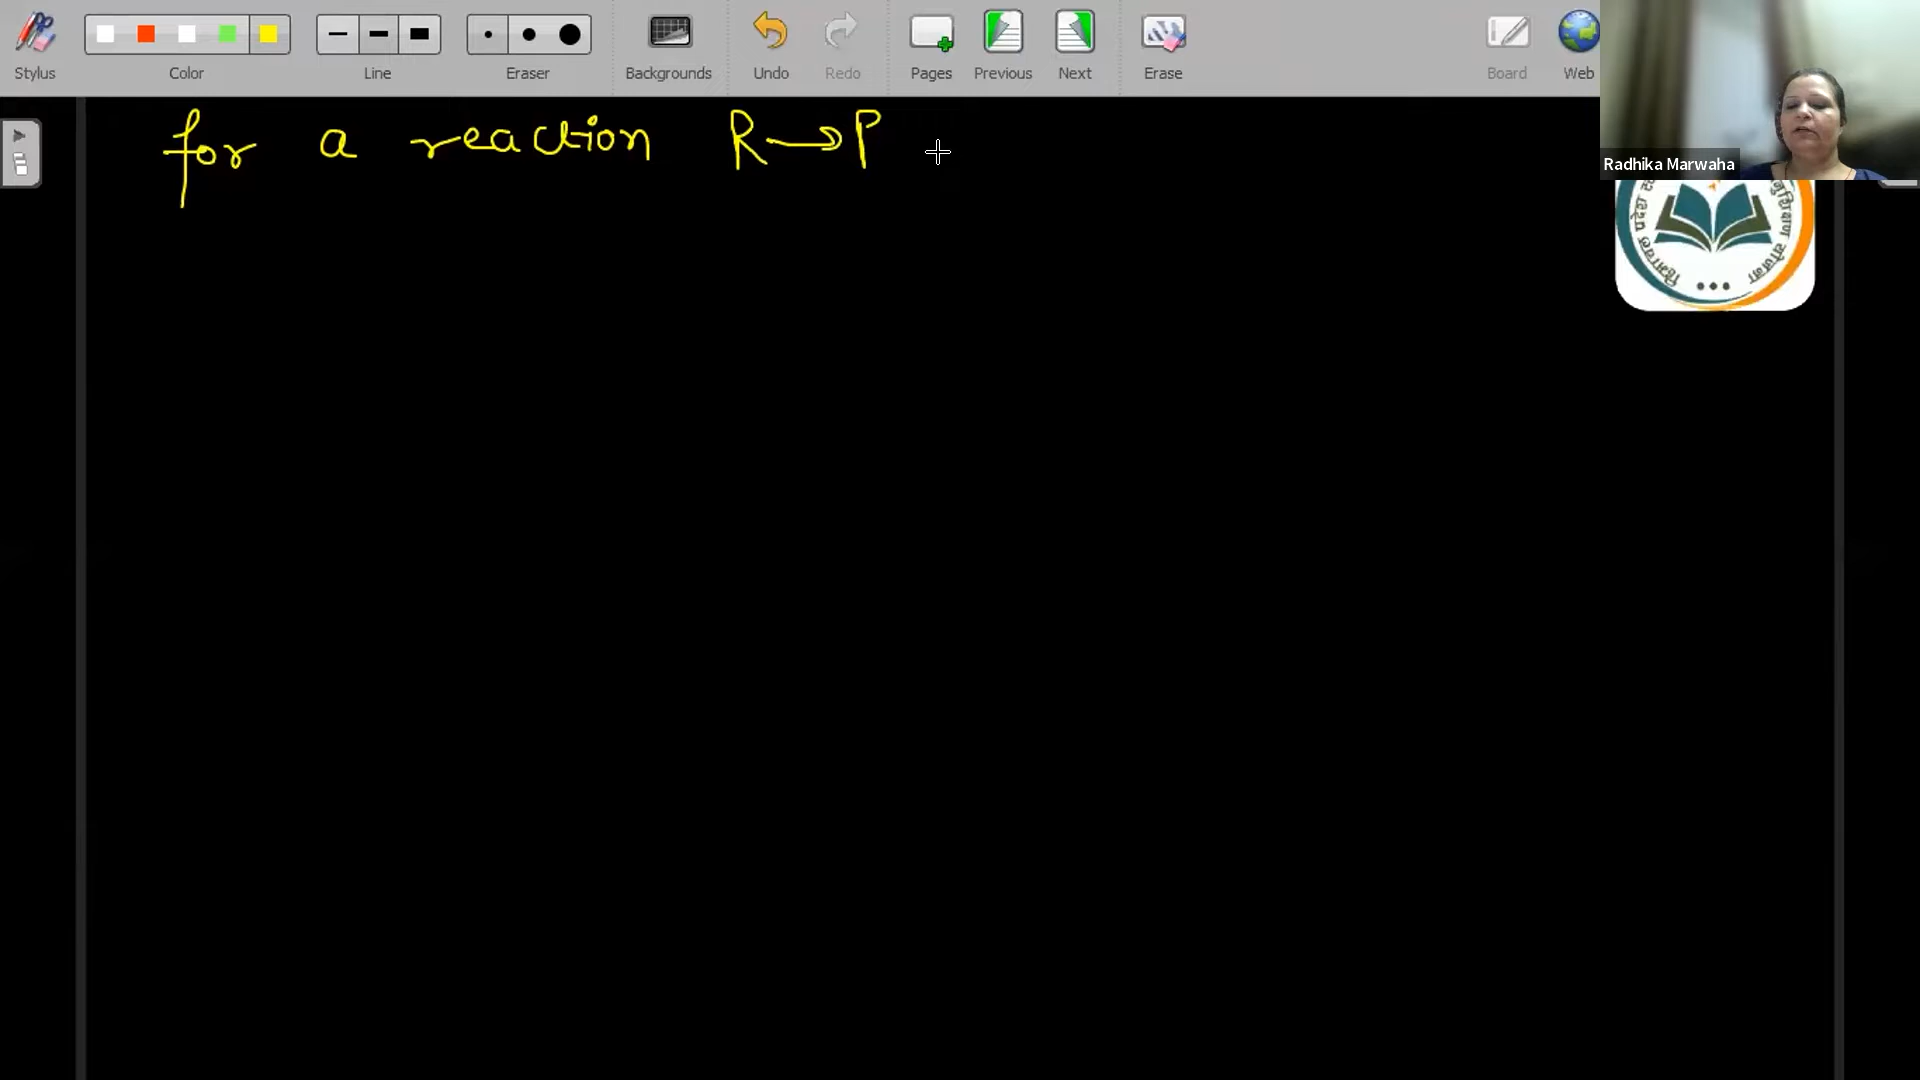 Stylus Color Line Eraser Backgrounds Undo Redo Pages Previous Next Erase Board Web
for a reaction R→P
Radhika Marwaha